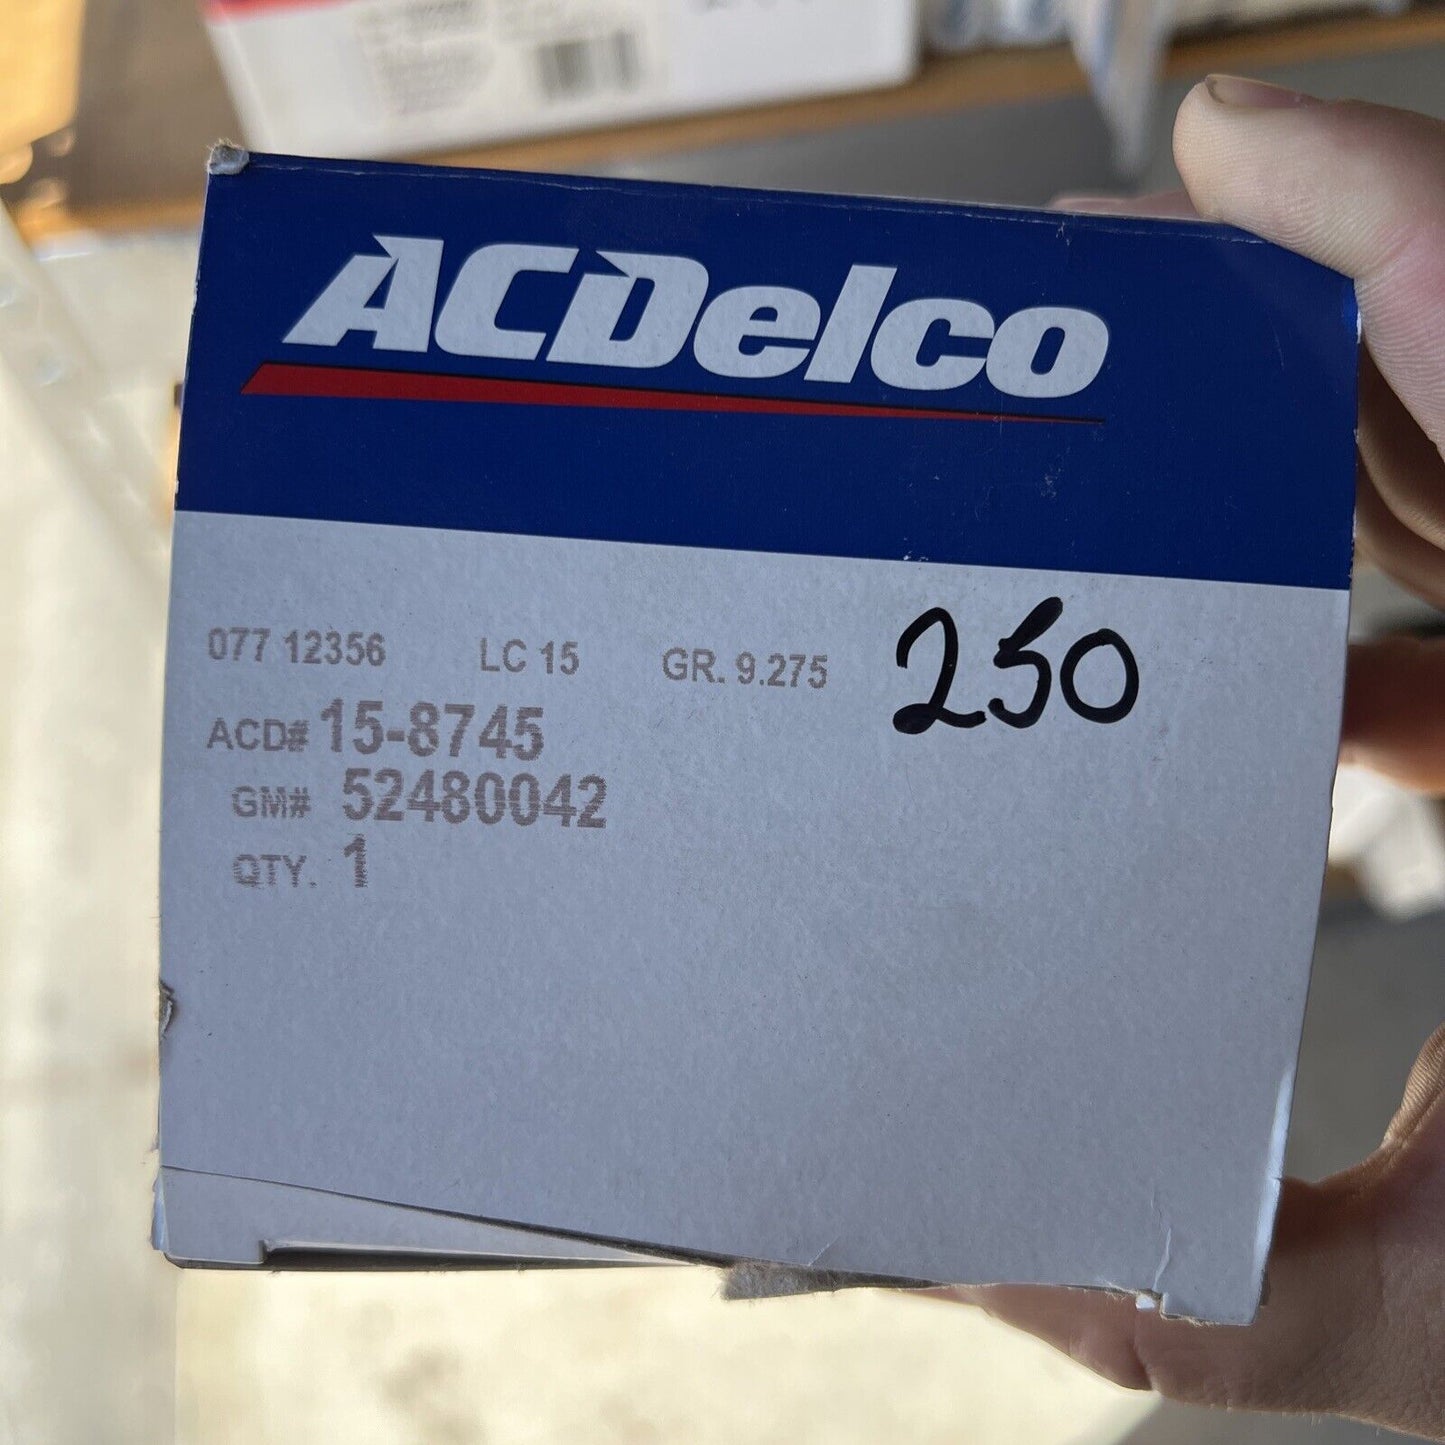 ACDelco
077 12356 LC 15 GR. 9.275 250
ACD# 15-8745
GM# 52480042
QTY. 1